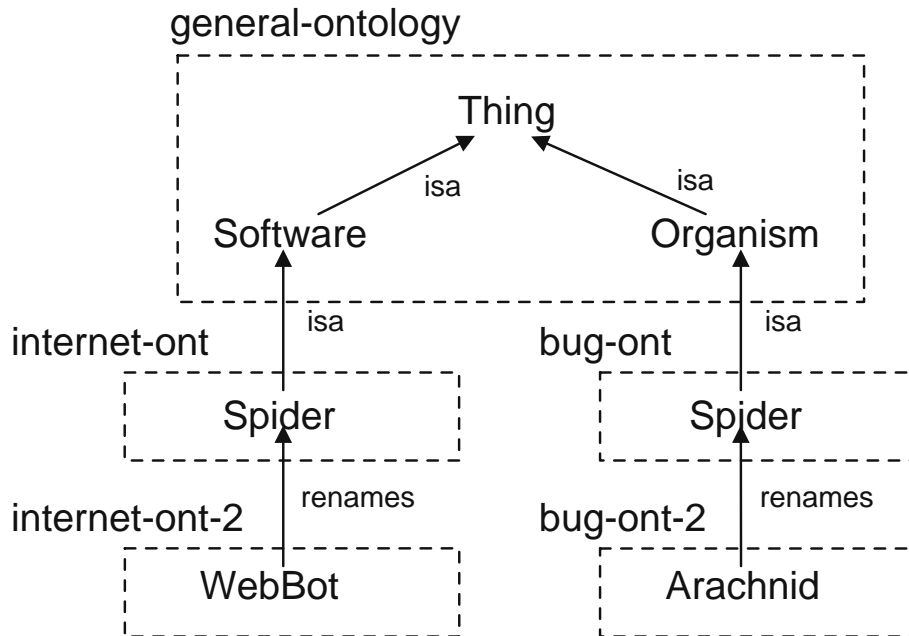 general-ontology
Thing
isa
isa
Software
Organism
isa
isa
internet-ont
bug-ont
Spider
Spider
renames
renames
internet-ont-2
bug-ont-2
WebBot
Arachnid